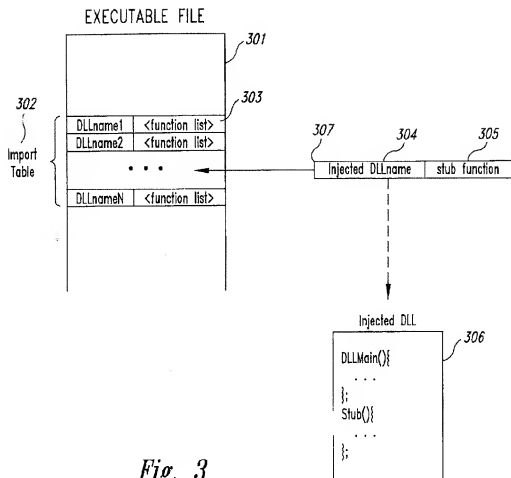 EXECUTABLE FILE
301
302
303
Import
Table
DLLname1 <function list>
DLLname2 <function list>
• • •
DLLnameN <function list>
307
304
305
Injected DLLname stub function
Injected DLL
306
DLLMain(){
. . .
};
Stub(){
. . .
};
Fig. 3